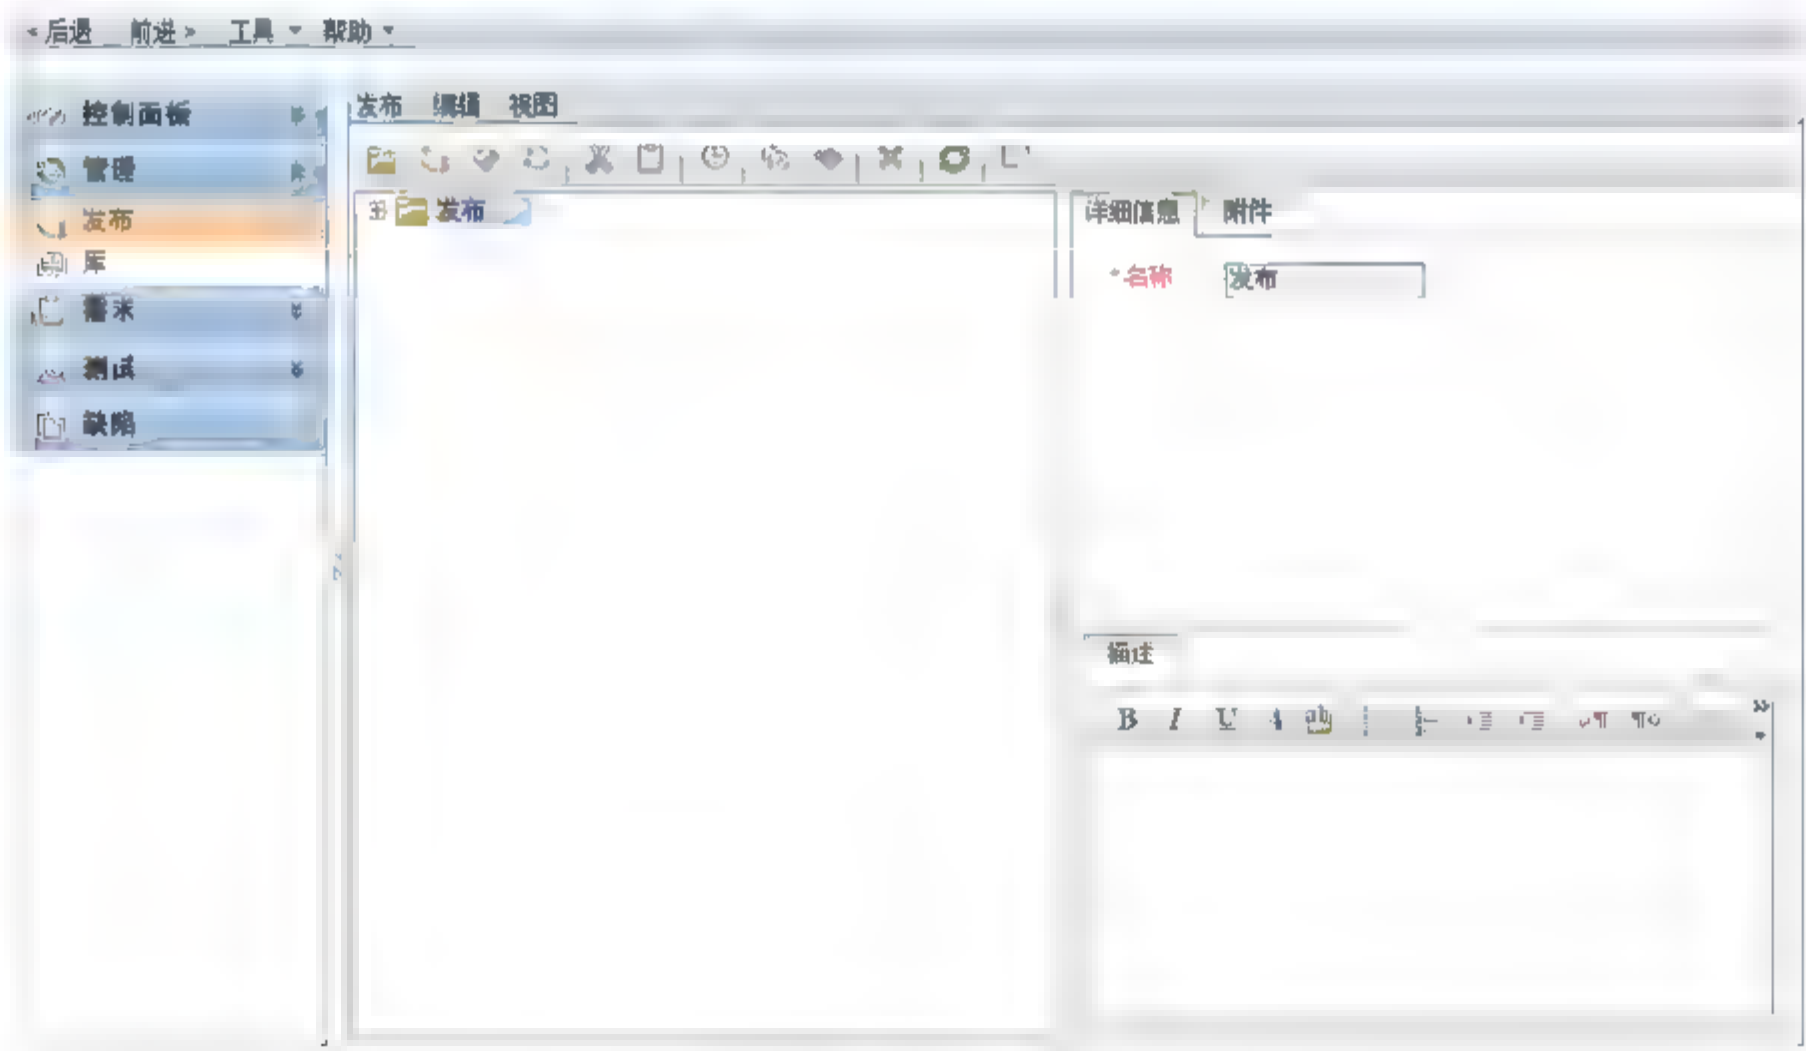 后退 前进 工具 帮助
控制面板
管理
发布
库
需求
测试
缺陷
发布 编辑 视图
发布
详细信息 附件
*名称 发布
描述
B I U A ab